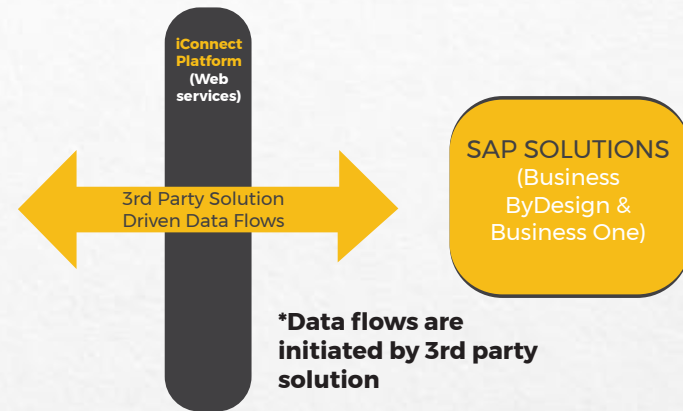 iConnect
Platform
(Web
services)
3rd Party Solution
Driven Data Flows
SAP SOLUTIONS
(Business
ByDesign &
Business One)
*Data flows are
initiated by 3rd party
solution